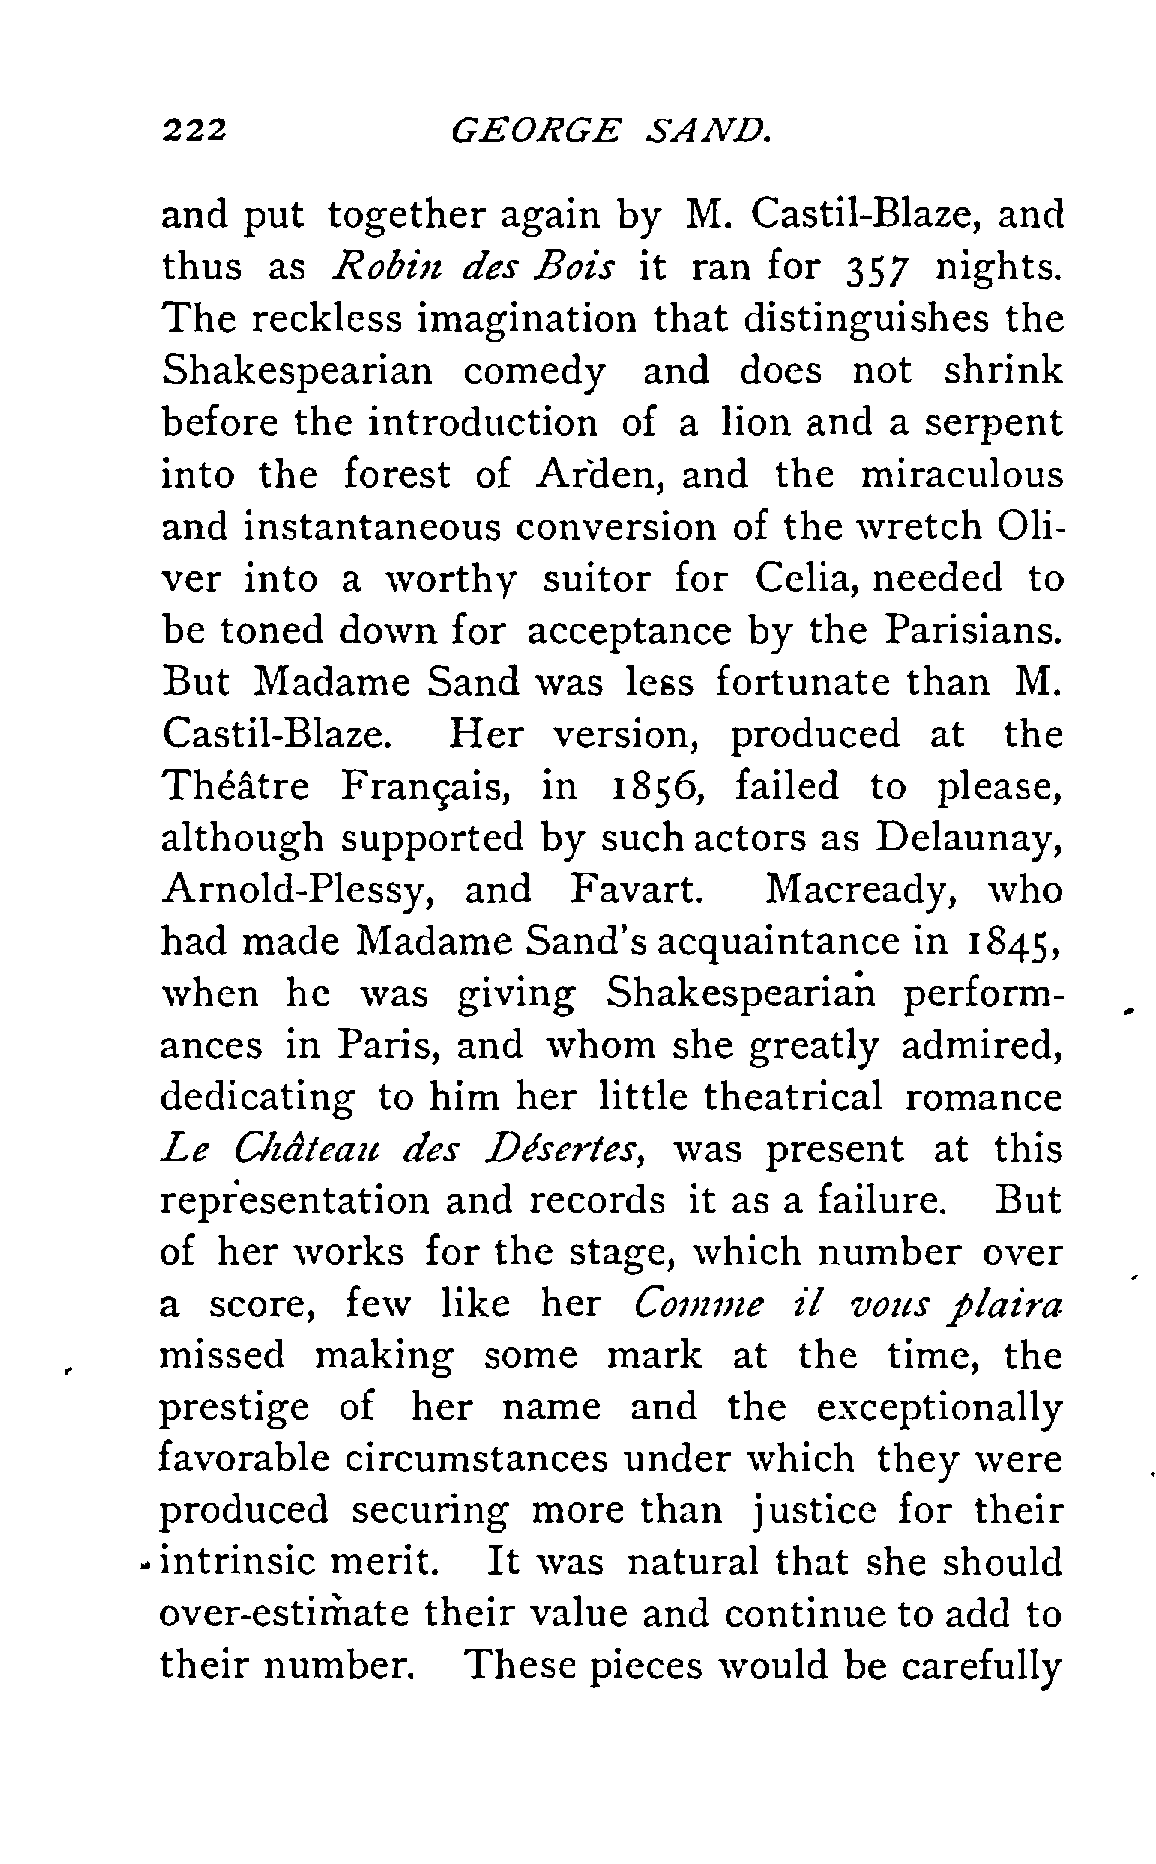 222 GEORGE SAND.
and put together again by M. Castil-Blaze, and
thus as Robin des Bois it ran for 357 nights.
The reckless imagination that distinguishes the
Shakespearian comedy and does not shrink
before the introduction of a lion and a serpent
into the forest of Arden, and the miraculous
and instantaneous conversion of the wretch Oli-
ver into a worthy suitor for Celia, needed to
be toned down for acceptance by the Parisians.
But Madame Sand was less fortunate than M.
Castil-Blaze. Her version, produced at the
Théâtre Français, in 1856, failed to please,
although supported by such actors as Delaunay,
Arnold-Plessy, and Favart. Macready, who
had made Madame Sand's acquaintance in 1845,
when he was giving Shakespearian perform-
ances in Paris, and whom she greatly admired,
dedicating to him her little theatrical romance
Le Château des Désertes, was present at this
representation and records it as a failure. But
of her works for the stage, which number over
a score, few like her Comme il vous plaira
missed making some mark at the time, the
prestige of her name and the exceptionally
favorable circumstances under which they were
produced securing more than justice for their
intrinsic merit. It was natural that she should
over-estimate their value and continue to add to
their number. These pieces would be carefully